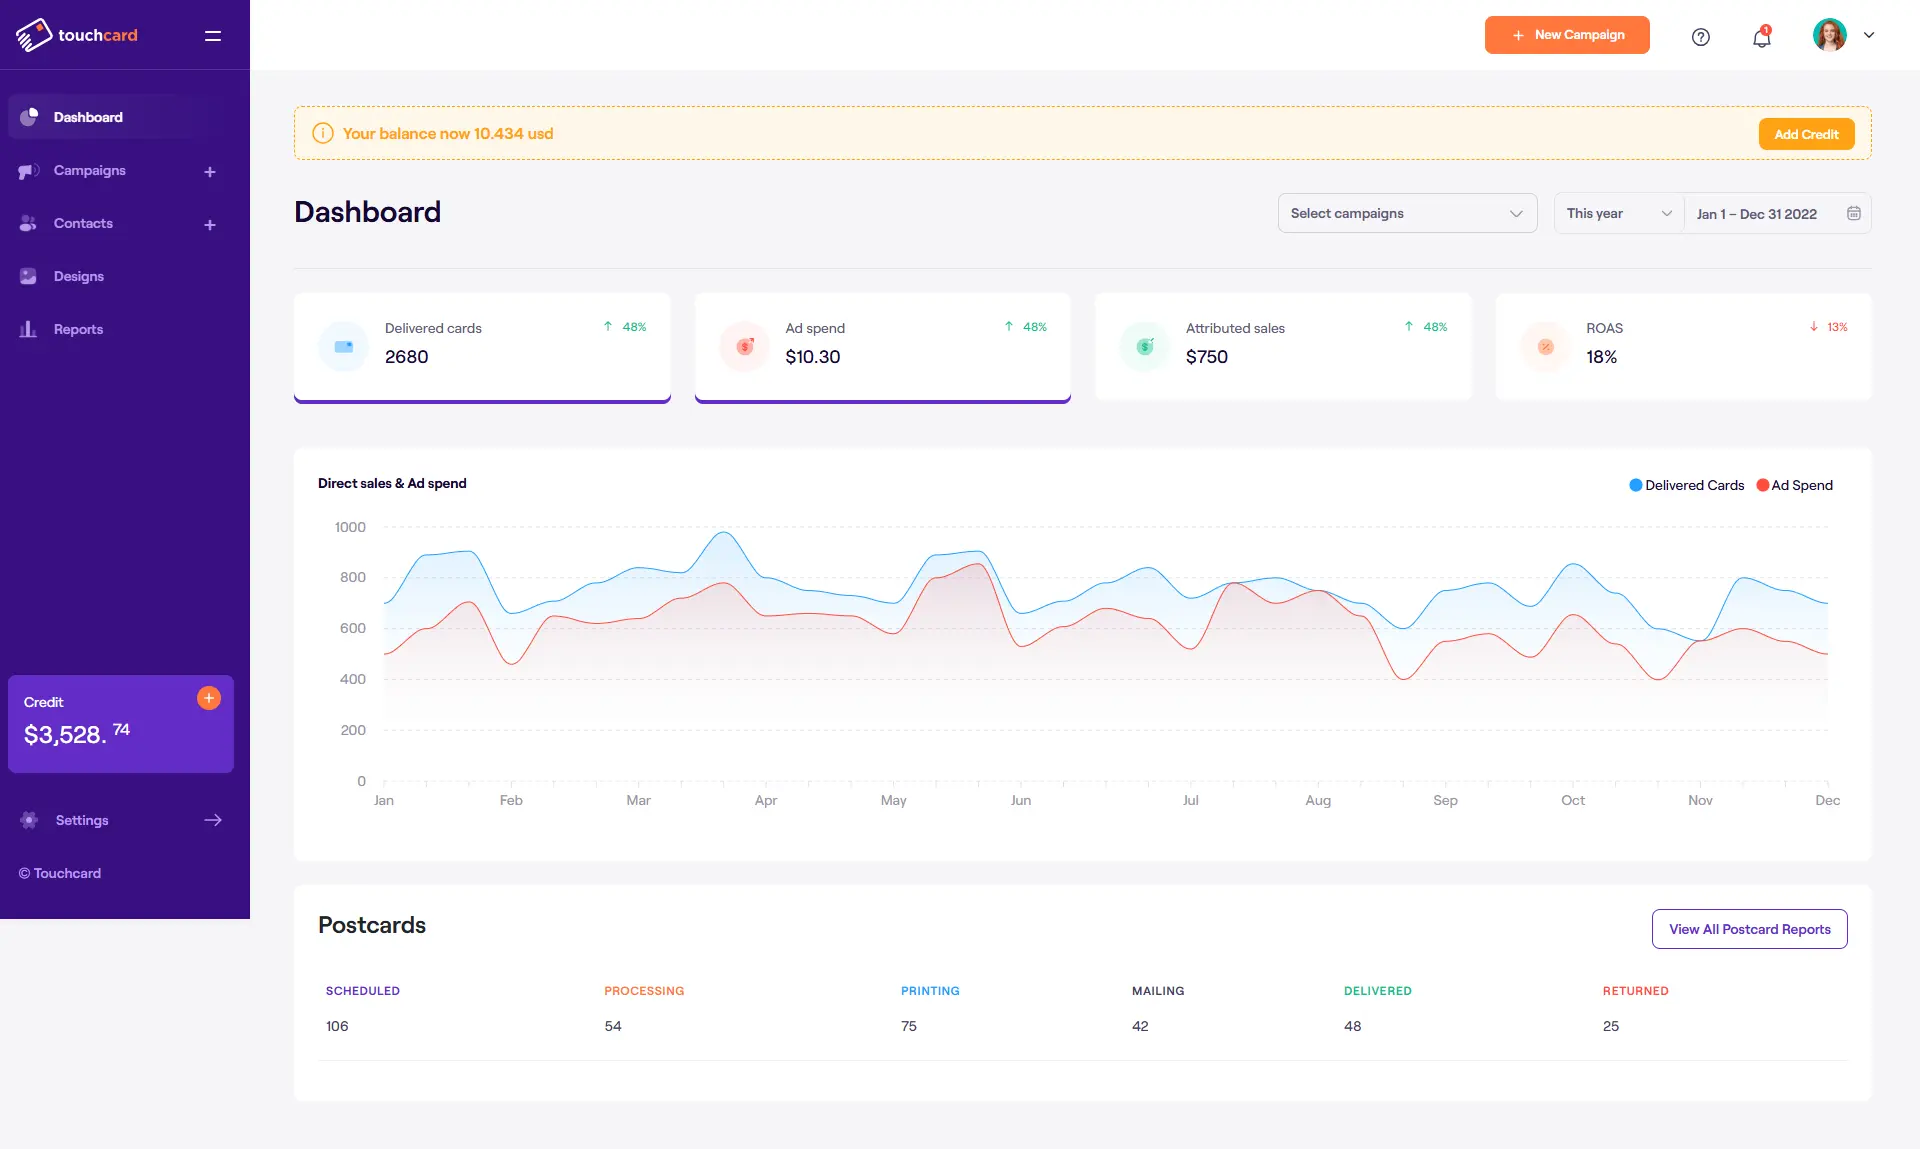 touchcard
New Campaign
1
Dashboard
Campaigns
Contacts
Designs
Reports
Credit
$3,528. 74
Settings
© Touchcard
Your balance now 10.434 usd
Add Credit
Dashboard
Select campaigns
This year
Jan 1 – Dec 31 2022
Delivered cards
48%
2680
Ad spend
48%
$10.30
Attributed sales
48%
$750
ROAS
13%
18%
Direct sales & Ad spend
Delivered Cards
Ad Spend
1000
800
600
400
200
0
Jan Feb Mar Apr May Jun Jul Aug Sep Oct Nov Dec
Postcards
View All Postcard Reports
SCHEDULED PROCESSING PRINTING MAILING DELIVERED RETURNED
106 54 75 42 48 25